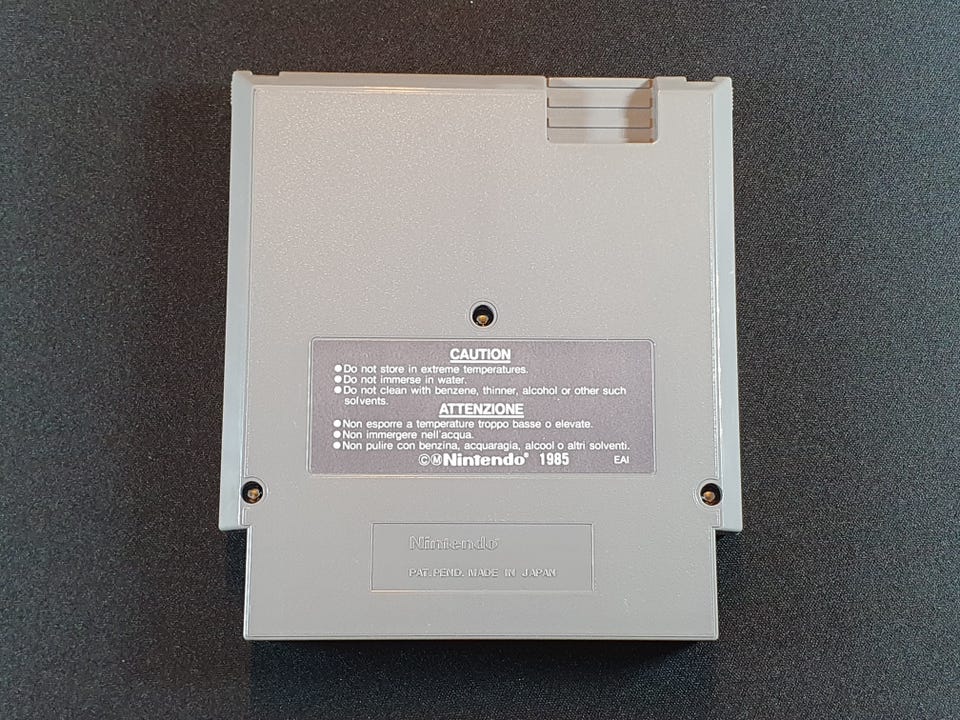 CAUTION
●Do not store in extreme temperatures.
●Do not immerse in water.
●Do not clean with benzene, thinner, alcohol or other such
solvents.
ATTENZIONE
●Non esporre a temperature troppo basse o elevate.
●Non immergere nell'acqua.
●Non pulire con benzina, acquaragia, alcool o altri solventi.
©ⓂNintendo® 1985 EAI
Nintendo®
PAT.PEND. MADE IN JAPAN